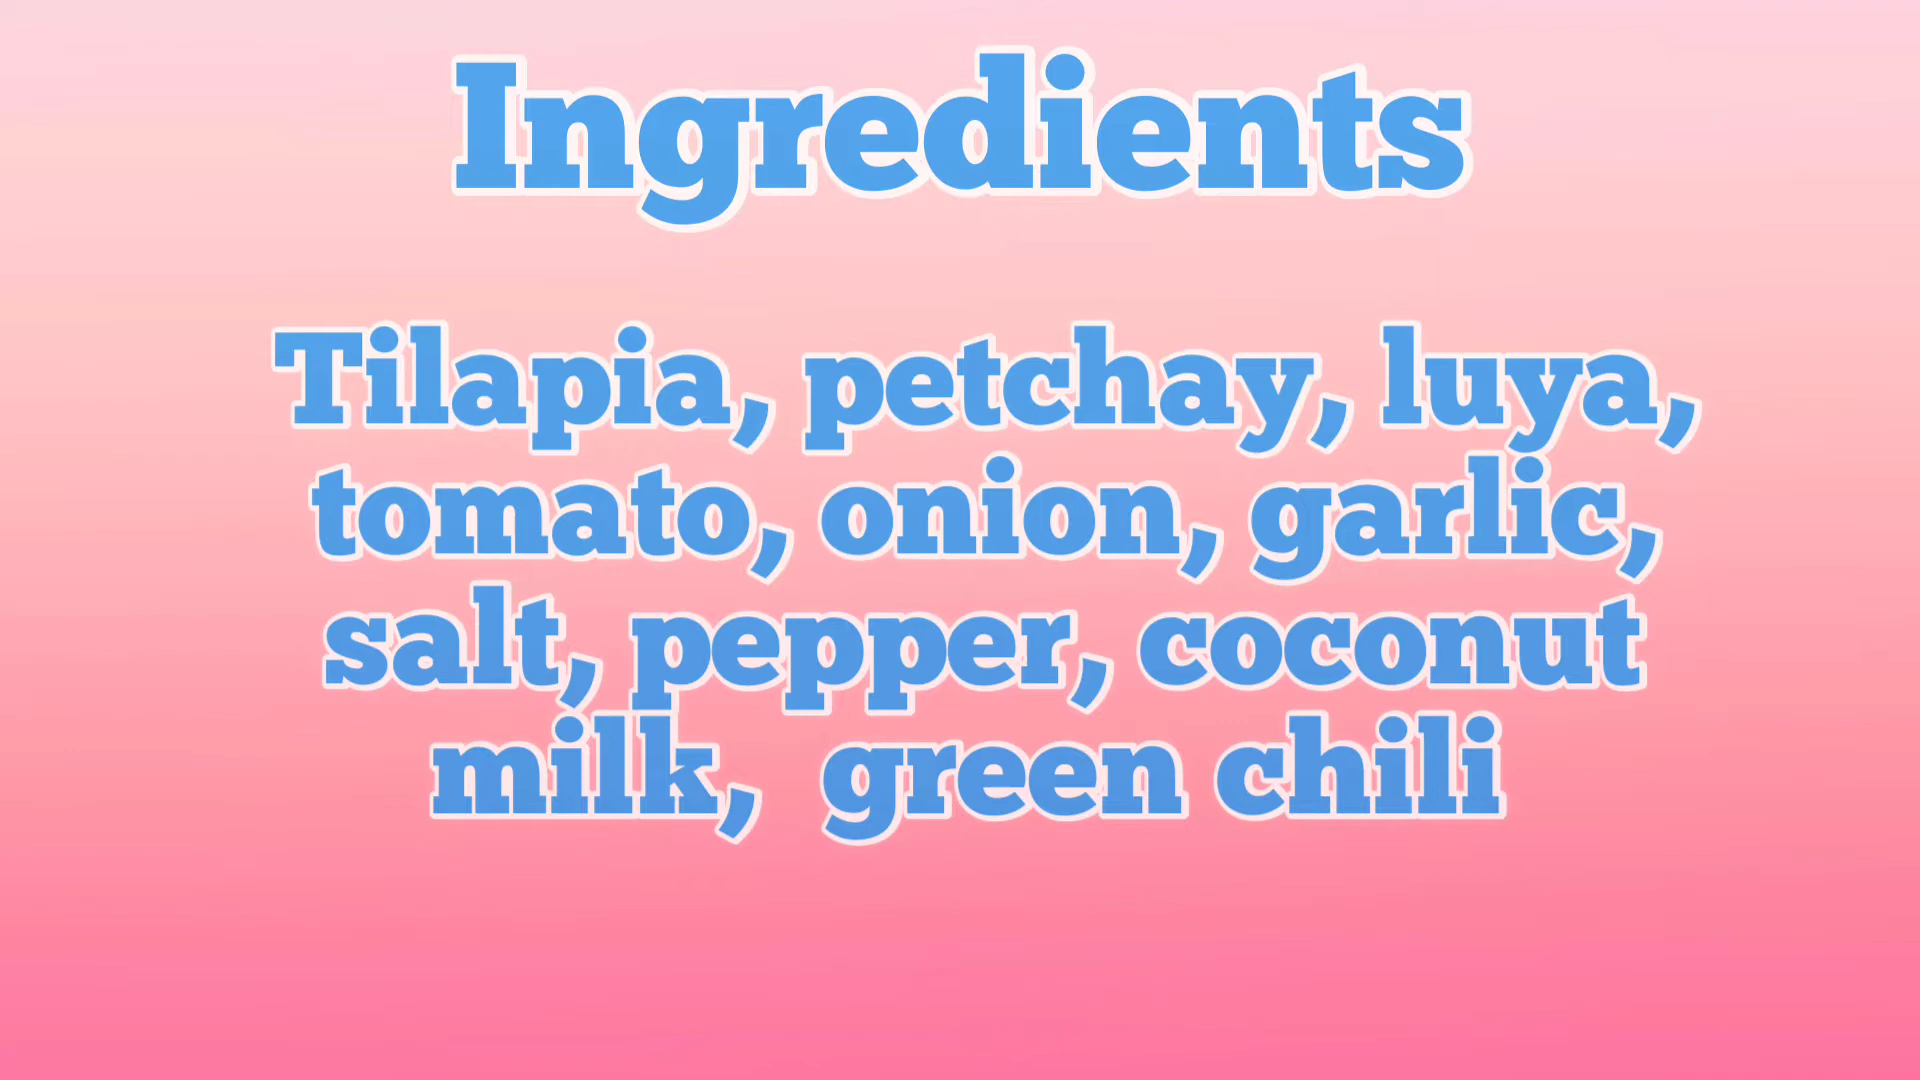 Ingredients
Tilapia, petchay, luya,
tomato, onion, garlic,
salt, pepper, coconut
milk,  green chili